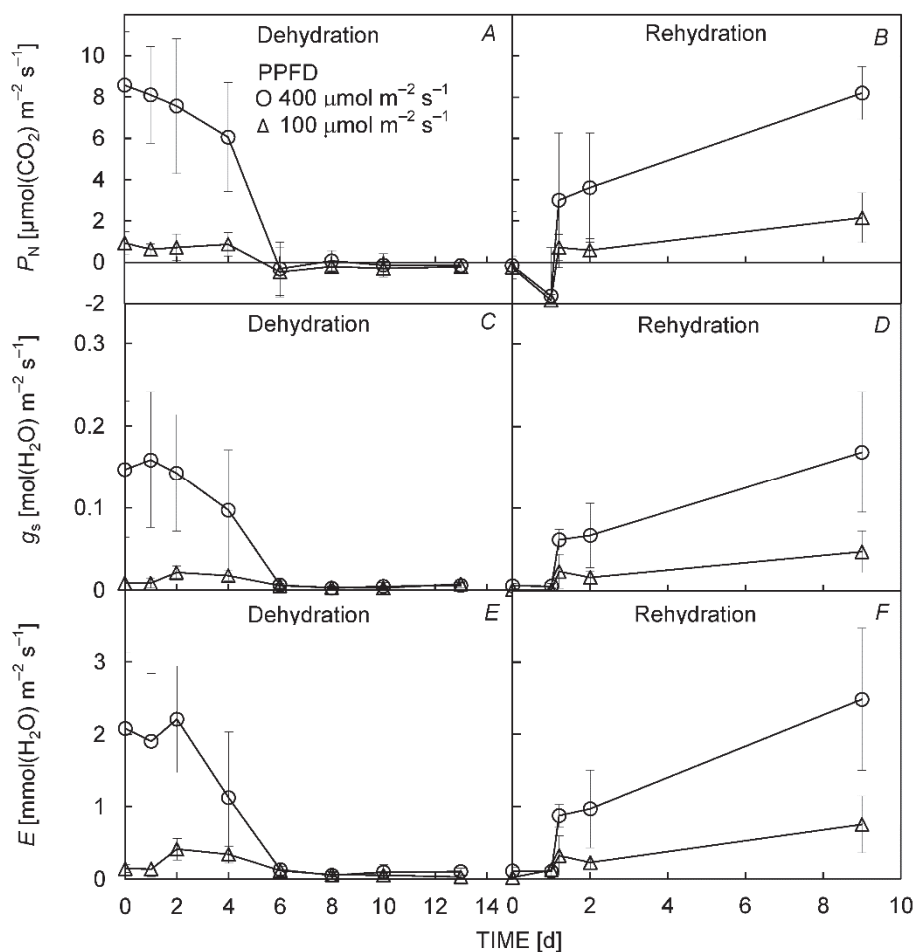 Dehydration
A
PPFD
O 400 μmol m⁻² s⁻¹
Δ 100 μmol m⁻² s⁻¹
Rehydration
B
10
8
6
4
2
0
-2
P_N [μmol(CO₂) m⁻² s⁻¹]
Dehydration
C
Rehydration
D
0.3
0.2
0.1
0
g_s [mol(H₂O) m⁻² s⁻¹]
Dehydration
E
Rehydration
F
3
2
1
0
E [mmol(H₂O) m⁻² s⁻¹]
0 2 4 6 8 10 12 14 0 2 4 6 8 10
TIME [d]